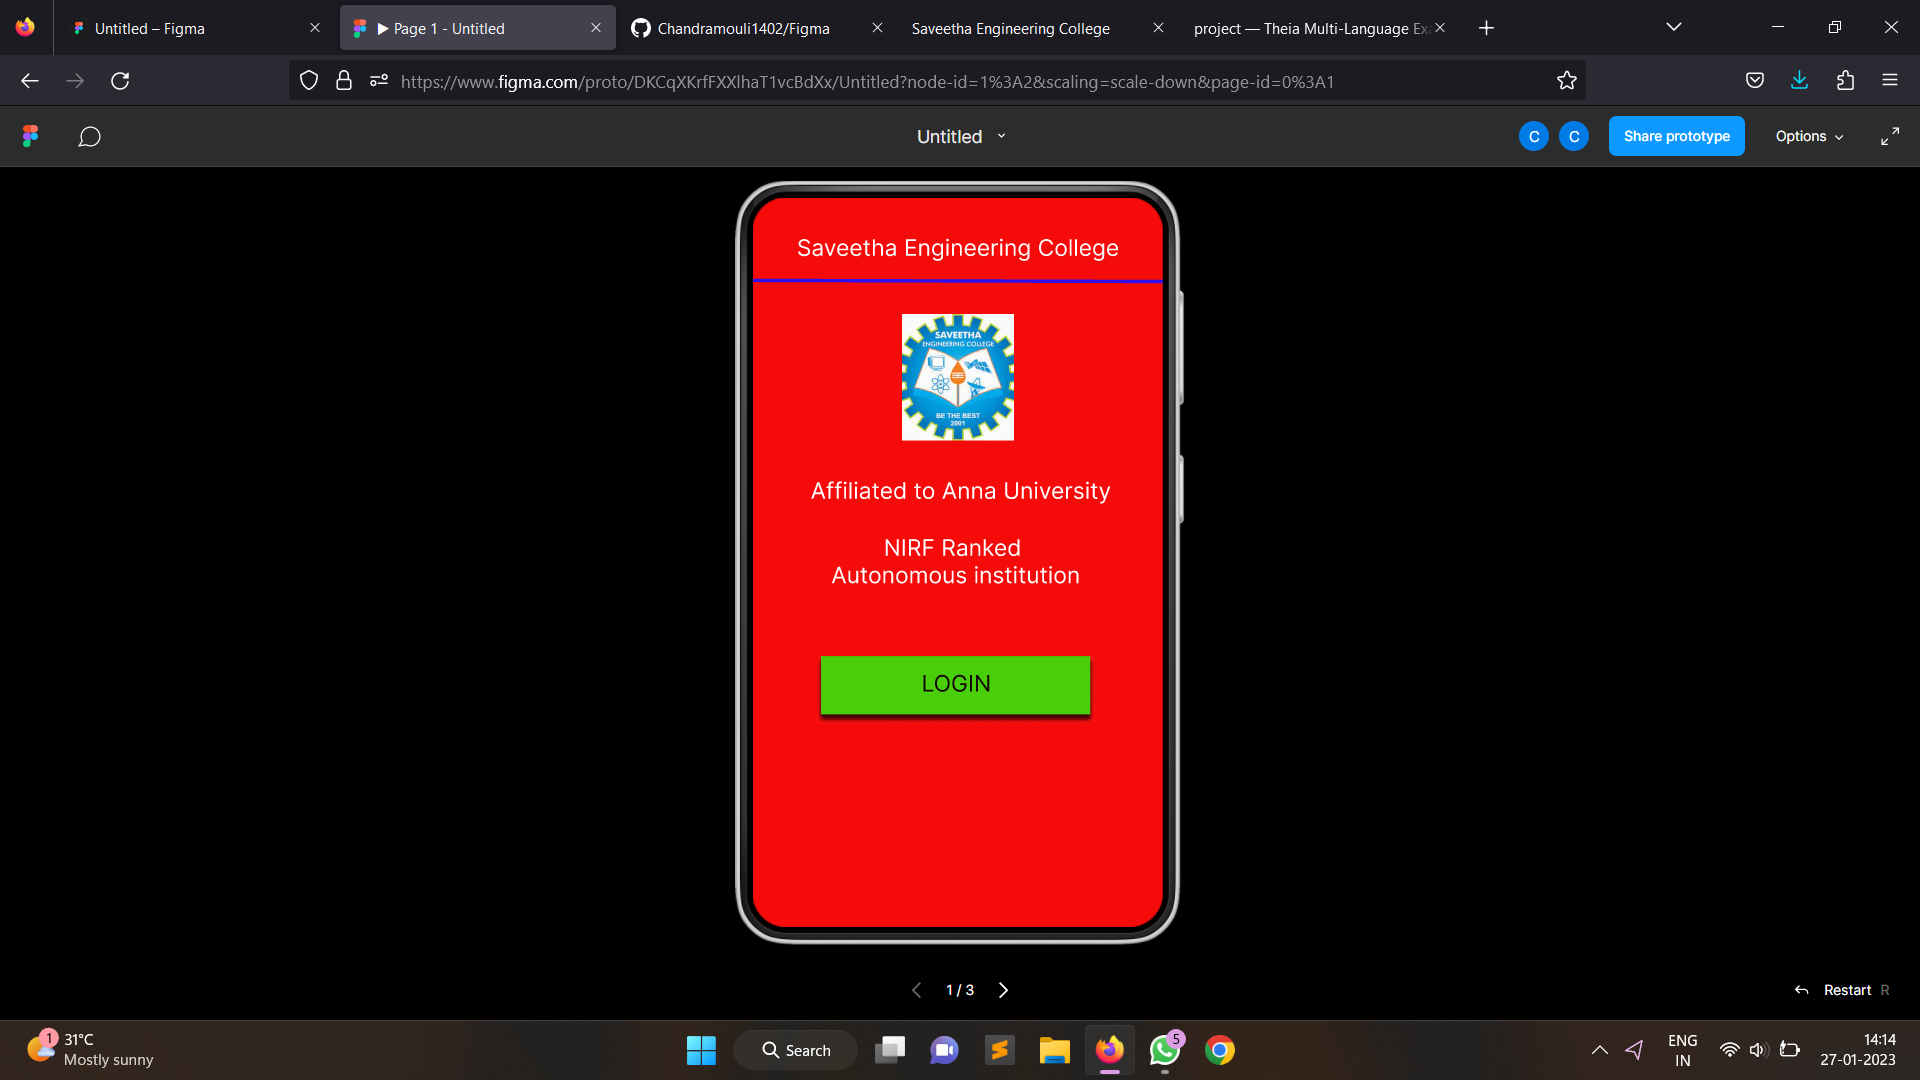 Untitled – Figma
▶ Page 1 - Untitled
Chandramouli1402/Figma
Saveetha Engineering College
project — Theia Multi-Language Ex
https://www.figma.com/proto/DKCqXKrfFXXlhaT1vcBdXx/Untitled?node-id=1%3A2&scaling=scale-down&page-id=0%3A1
Untitled
C
C
Share prototype
Options
Saveetha Engineering College
SAVEETHA
ENGINEERING COLLEGE
BE THE BEST
2001
Affiliated to Anna University
NIRF Ranked
Autonomous institution
LOGIN
1 / 3
Restart R
1
31°C
Mostly sunny
Search
5
ENG
IN
14:14
27-01-2023